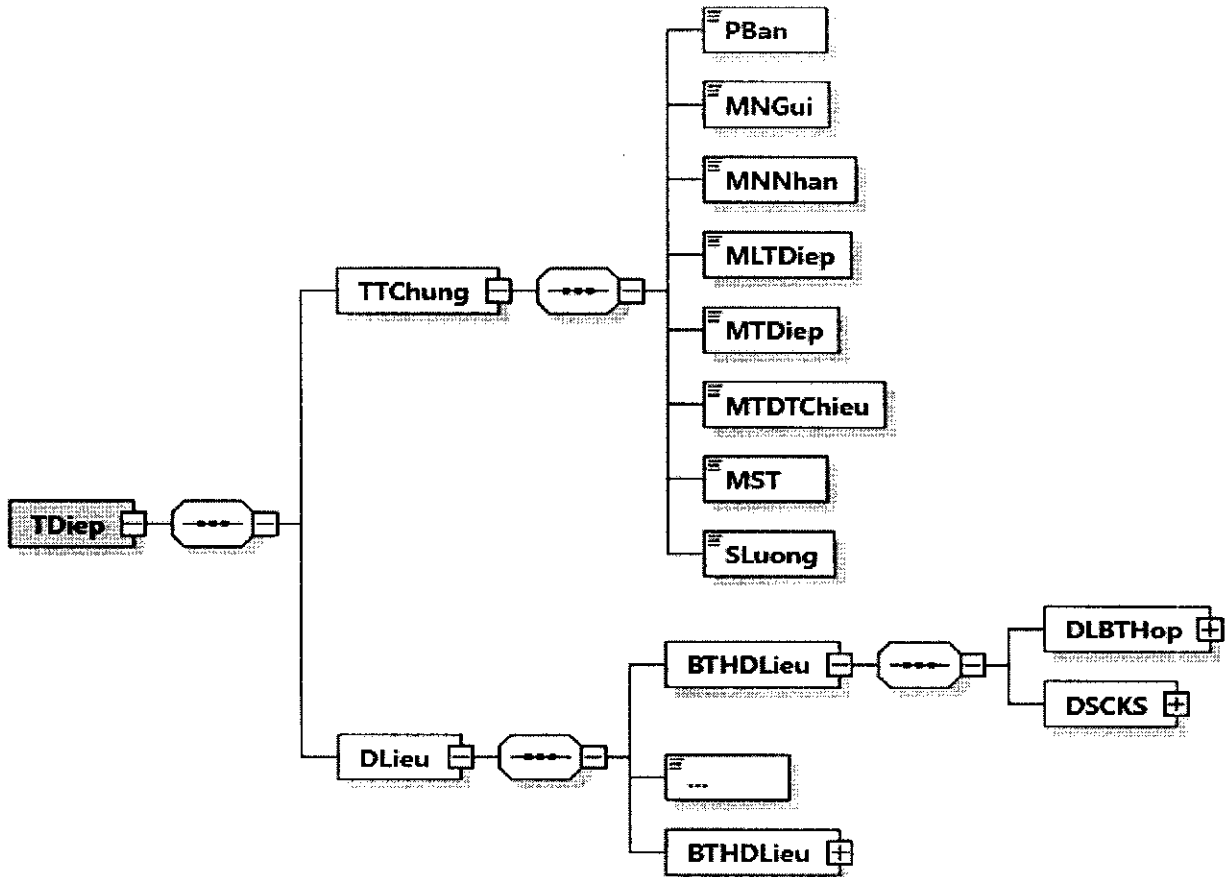 PBan
MNGui
MNNhan
MLTDiep
TTChung
MTDiep
MTDTChieu
MST
TDiep
SLuong
DLBTHop
BTHDLieu
DSCKS
DLieu
...
BTHDLieu